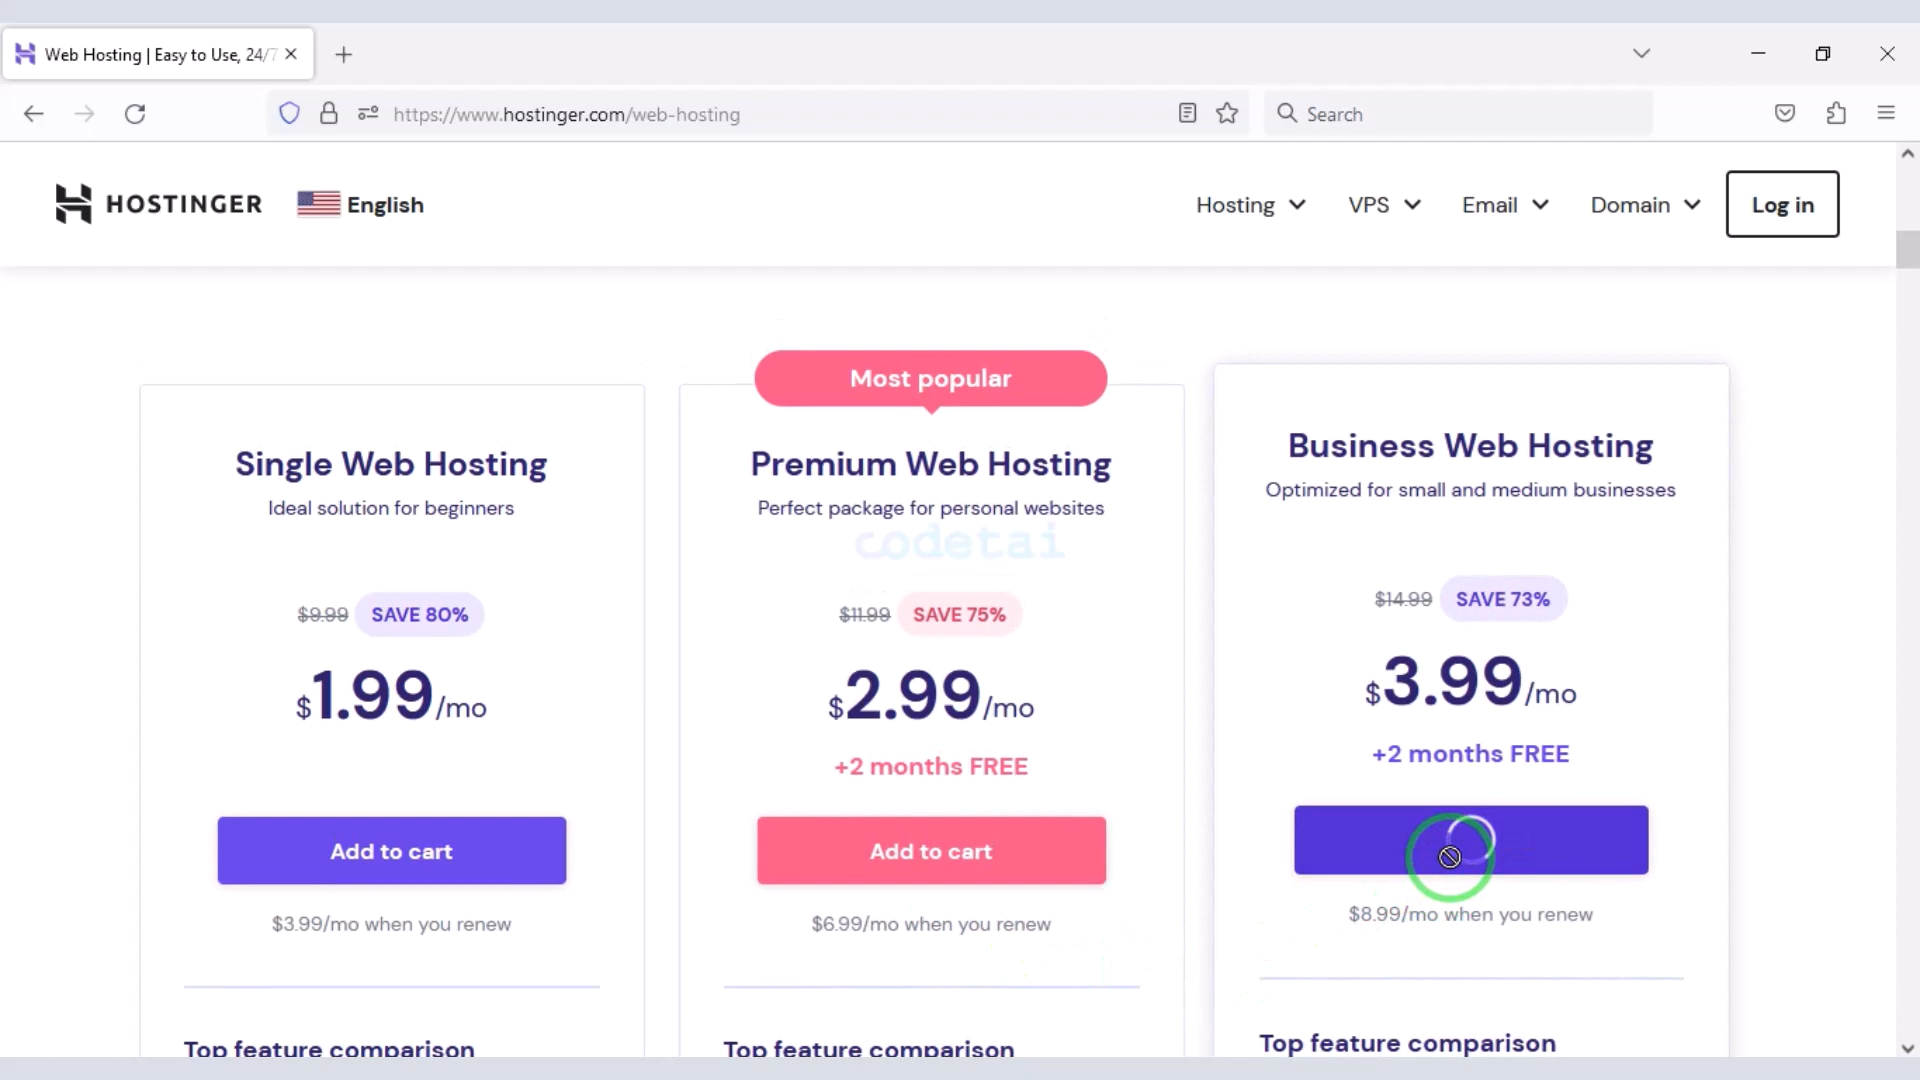 Web Hosting | Easy to Use, 24/7
https://www.hostinger.com/web-hosting
Search
HOSTINGER
English
Hosting
VPS
Email
Domain
Log in
Most popular
Single Web Hosting
Ideal solution for beginners
$9.99 SAVE 80%
$1.99/mo
Add to cart
$3.99/mo when you renew
Top feature comparison
Premium Web Hosting
Perfect package for personal websites
codetai
$11.99 SAVE 75%
$2.99/mo
+2 months FREE
Add to cart
$6.99/mo when you renew
Top feature comparison
Business Web Hosting
Optimized for small and medium businesses
$14.99 SAVE 73%
$3.99/mo
+2 months FREE
$8.99/mo when you renew
Top feature comparison